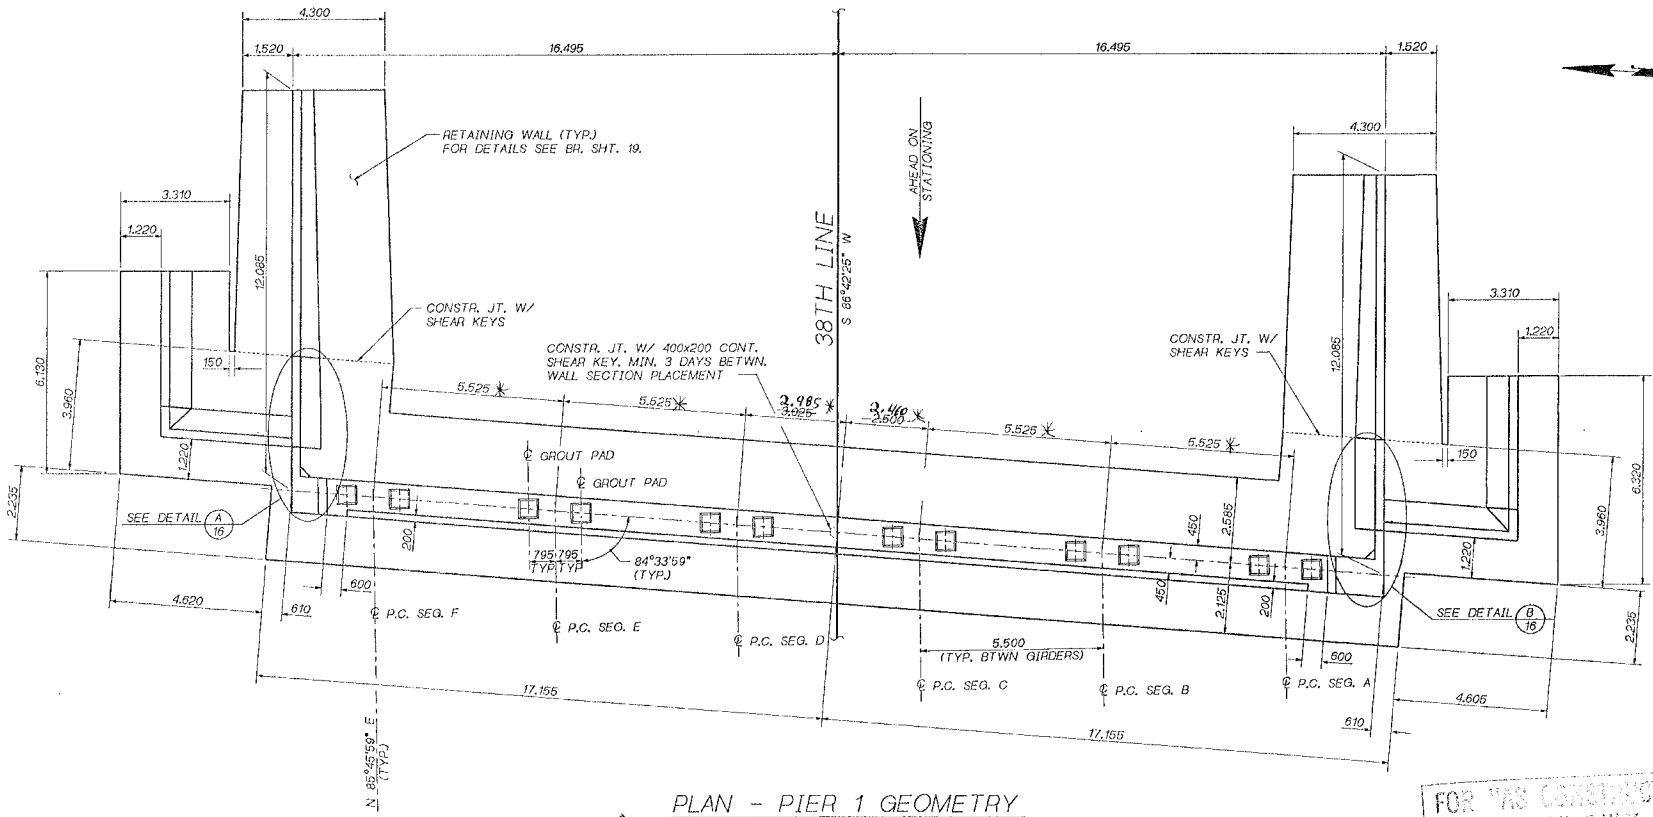 4.300
1.520
16.495
16.495
1.520
4.300
RETAINING WALL (TYP.)
FOR DETAILS SEE BR. SHT. 19.
AHEAD ON
STATIONING
12.085
12.085
3.310
1.220
38TH LINE
S 86°42'25" W
3.310
1.220
CONSTR. JT. W/
SHEAR KEYS
CONSTR. JT. W/ 400x200 CONT.
SHEAR KEY. MIN. 3 DAYS BETWN.
WALL SECTION PLACEMENT
CONSTR. JT. W/
SHEAR KEYS
6.130
3.960
150
5.525 *
5.525 *
2.985 *
3.025
2.460 *
2.500
5.525 *
5.525 *
150
6.320
3.960
1.220
1.220
℄ GROUT PAD
℄ GROUT PAD
2.235
SEE DETAIL A
16
200
795 795
TYP. TYP.
84°33'59"
(TYP.)
450
2.585
450
2.125
200
SEE DETAIL B
16
2.235
4.620
610
600
℄ P.C. SEG. F
℄ P.C. SEG. E
℄ P.C. SEG. D
5.500
(TYP. BTWN GIRDERS)
℄ P.C. SEG. C
℄ P.C. SEG. B
℄ P.C. SEG. A
600
4.605
610
17.155
17.155
N 85°45'59" E
(TYP.)
PLAN - PIER 1 GEOMETRY
FOR "AS